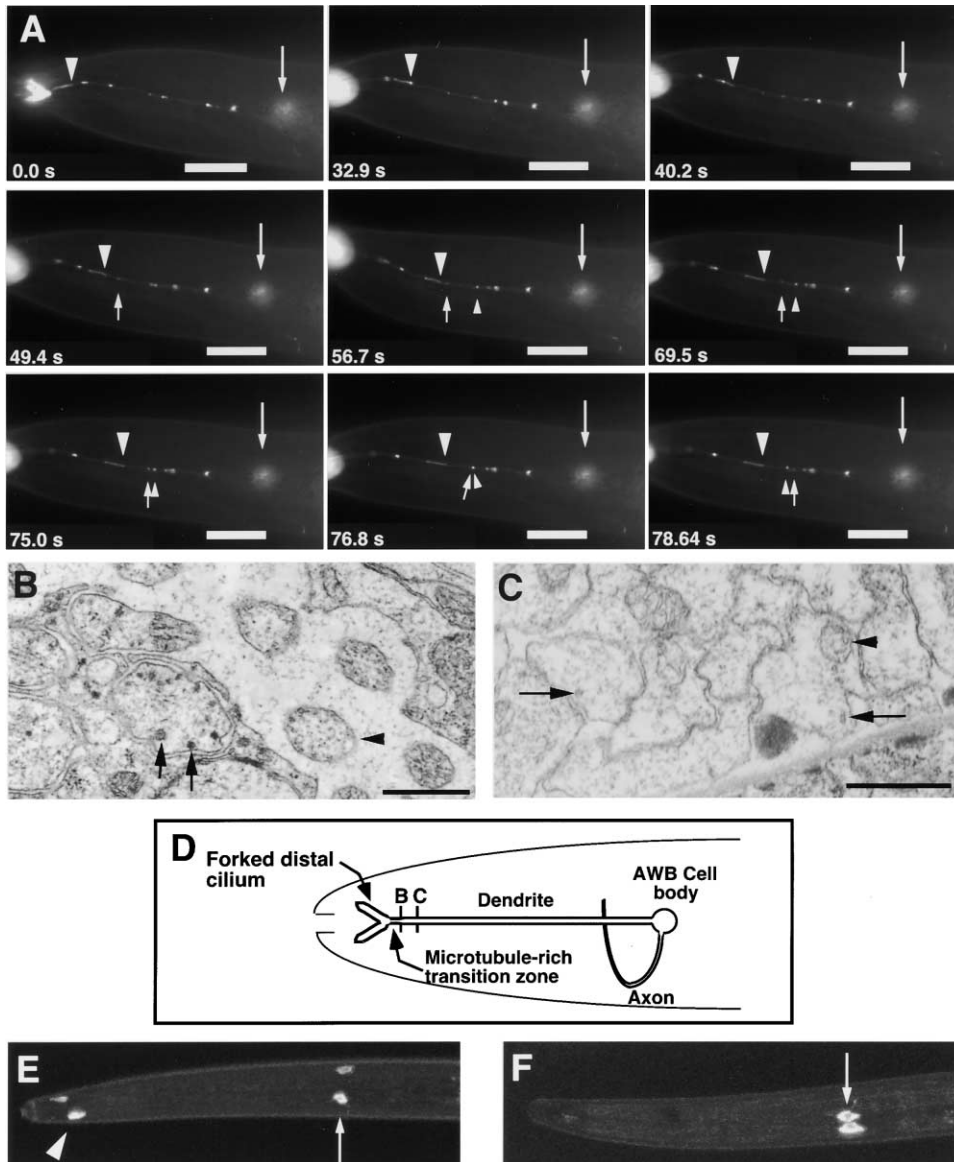 A
0.0 s
32.9 s
40.2 s
49.4 s
56.7 s
69.5 s
75.0 s
76.8 s
78.64 s
B
C
D
Forked distal
cilium
B C
Dendrite
AWB Cell
body
Microtubule-rich
transition zone
Axon
E
F